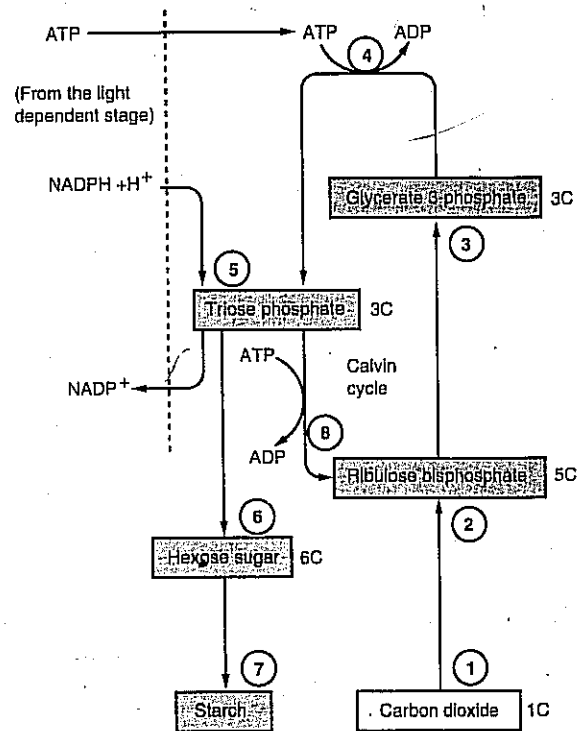 ATP
ATP
4
ADP
(From the light
dependent stage)
NADPH +H+
Glycerate 3-phosphate
3C
3
5
Triose phosphate
3C
ATP
Calvin
cycle
NADP+
ADP
8
Ribulose bisphosphate
5C
6
2
Hexose sugar
6C
7
1
Starch
Carbon dioxide
1C